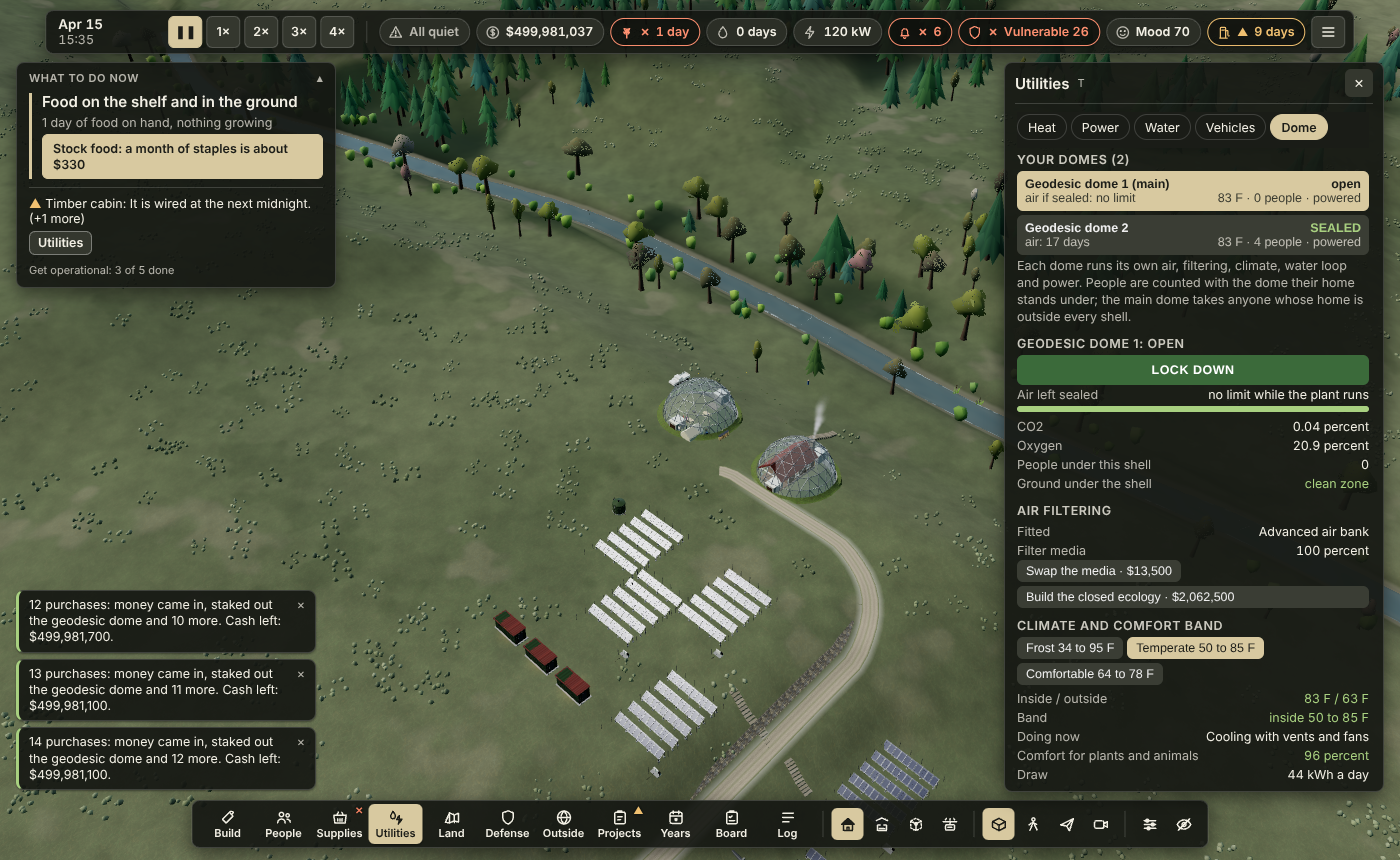 Apr 15
15:35
1×
2×
3×
4×
All quiet
$499,981,037
× 1 day
0 days
120 kW
× 6
× Vulnerable 26
Mood 70
9 days
WHAT TO DO NOW
Food on the shelf and in the ground
1 day of food on hand, nothing growing
Stock food: a month of staples is about
$330
Timber cabin: It is wired at the next midnight.
(+1 more)
Utilities
Get operational: 3 of 5 done
12 purchases: money came in, staked out
the geodesic dome and 10 more. Cash left:
$499,981,700.
×
13 purchases: money came in, staked out
the geodesic dome and 11 more. Cash left:
$499,981,100.
×
14 purchases: money came in, staked out
the geodesic dome and 12 more. Cash left:
$499,981,100.
×
Utilities T
×
Heat
Power
Water
Vehicles
Dome
YOUR DOMES (2)
Geodesic dome 1 (main) open
air if sealed: no limit 83 F · 0 people · powered
Geodesic dome 2 SEALED
air: 17 days 83 F · 4 people · powered
Each dome runs its own air, filtering, climate, water loop
and power. People are counted with the dome their home
stands under; the main dome takes anyone whose home is
outside every shell.
GEODESIC DOME 1: OPEN
LOCK DOWN
Air left sealed no limit while the plant runs
CO2 0.04 percent
Oxygen 20.9 percent
People under this shell 0
Ground under the shell clean zone
AIR FILTERING
Fitted Advanced air bank
Filter media 100 percent
Swap the media · $13,500
Build the closed ecology · $2,062,500
CLIMATE AND COMFORT BAND
Frost 34 to 95 F
Temperate 50 to 85 F
Comfortable 64 to 78 F
Inside / outside 83 F / 63 F
Band inside 50 to 85 F
Doing now Cooling with vents and fans
Comfort for plants and animals 96 percent
Draw 44 kWh a day
Build
People
Supplies
×
Utilities
Land
Defense
Outside
Projects
Years
Board
Log